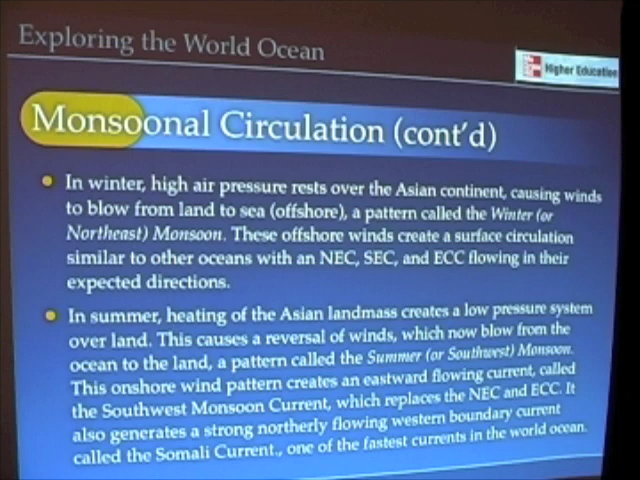 Exploring the World Ocean
Higher Education
Monsoonal Circulation (cont'd)
In winter, high air pressure rests over the Asian continent, causing winds
to blow from land to sea (offshore), a pattern called the Winter (or
Northeast) Monsoon. These offshore winds create a surface circulation
similar to other oceans with an NEC, SEC, and ECC flowing in their
expected directions.
In summer, heating of the Asian landmass creates a low pressure system
over land. This causes a reversal of winds, which now blow from the
ocean to the land, a pattern called the Summer (or Southwest) Monsoon.
This onshore wind pattern creates an eastward flowing current, called
the Southwest Monsoon Current, which replaces the NEC and ECC. It
also generates a strong northerly flowing western boundary current
called the Somali Current., one of the fastest currents in the world ocean.